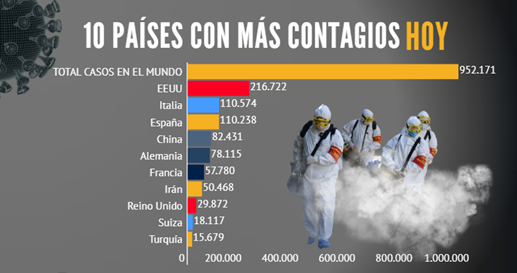 10 PAÍSES CON MÁS CONTAGIOS HOY
TOTAL CASOS EN EL MUNDO 952.171
EEUU 216.722
Italia 110.574
España 110.238
China 82.431
Alemania 78.115
Francia 57.780
Irán 50.468
Reino Unido 29.872
Suiza 18.117
Turquía 15.679
0 200.000 400.000 600.000 800.000 1.000.000